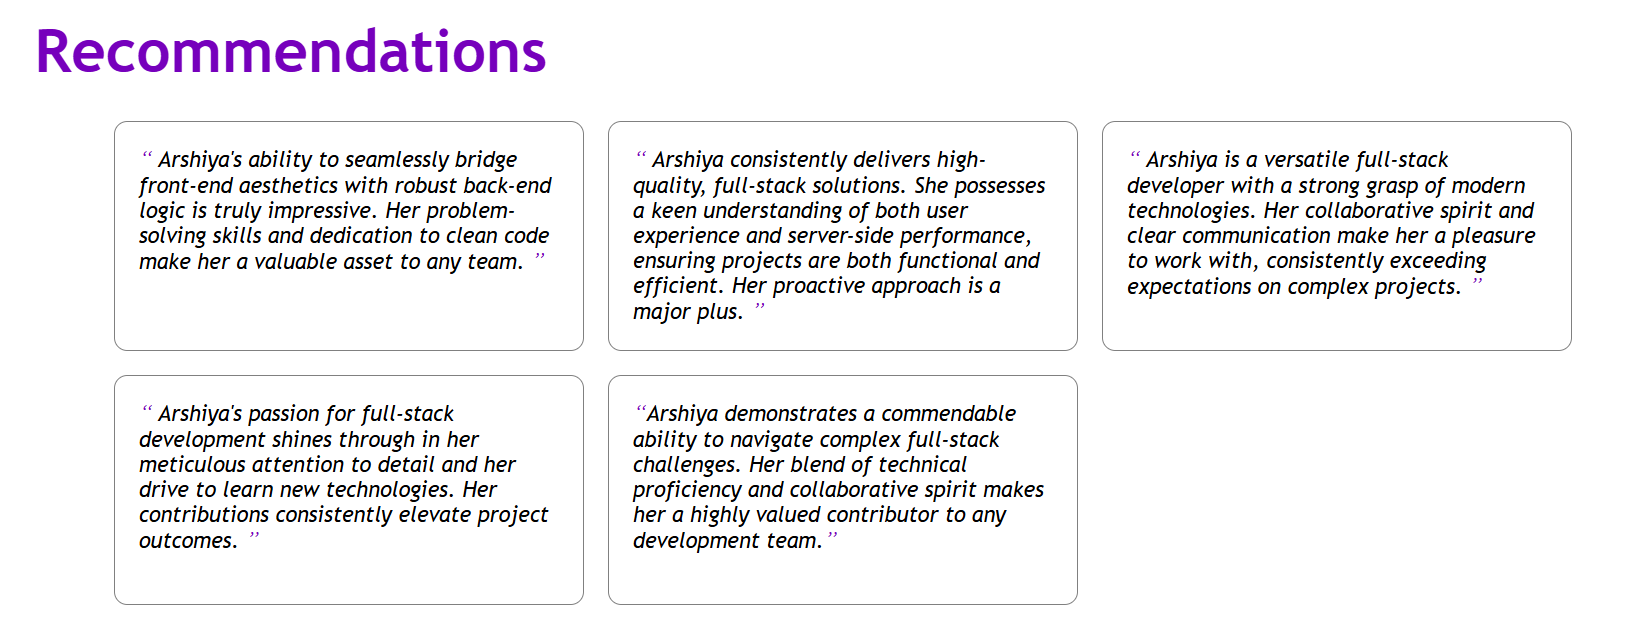 Recommendations
“ Arshiya's ability to seamlessly bridge
front-end aesthetics with robust back-end
logic is truly impressive. Her problem-
solving skills and dedication to clean code
make her a valuable asset to any team. ”
“ Arshiya consistently delivers high-
quality, full-stack solutions. She possesses
a keen understanding of both user
experience and server-side performance,
ensuring projects are both functional and
efficient. Her proactive approach is a
major plus. ”
“ Arshiya is a versatile full-stack
developer with a strong grasp of modern
technologies. Her collaborative spirit and
clear communication make her a pleasure
to work with, consistently exceeding
expectations on complex projects. ”
“ Arshiya's passion for full-stack
development shines through in her
meticulous attention to detail and her
drive to learn new technologies. Her
contributions consistently elevate project
outcomes. ”
“Arshiya demonstrates a commendable
ability to navigate complex full-stack
challenges. Her blend of technical
proficiency and collaborative spirit makes
her a highly valued contributor to any
development team.”